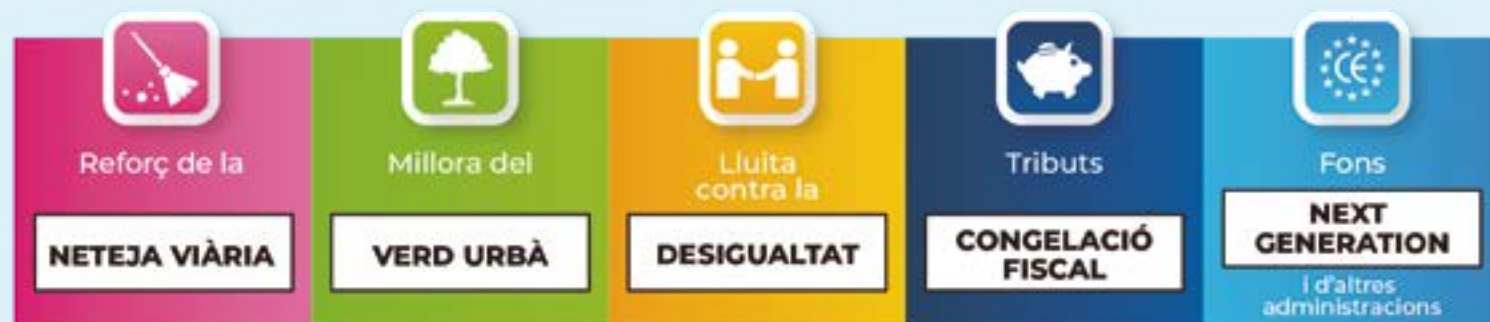 Reforç de la
NETEJA VIÀRIA
Millora del
VERD URBÀ
Lluita
contra la
DESIGUALTAT
Tributs
CONGELACIÓ
FISCAL
CE
Fons
NEXT
GENERATION
i d'altres
administracions